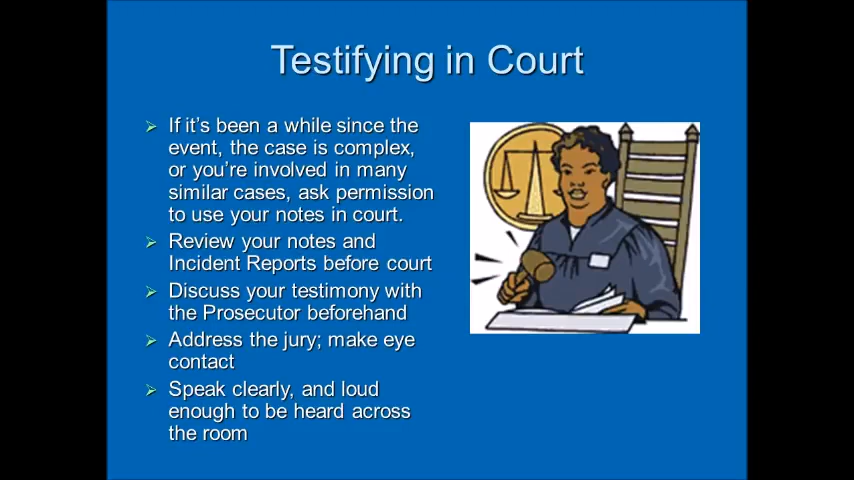 Testifying in Court
➢ If it's been a while since the
event, the case is complex,
or you're involved in many
similar cases, ask permission
to use your notes in court.
➢ Review your notes and
Incident Reports before court
➢ Discuss your testimony with
the Prosecutor beforehand
➢ Address the jury; make eye
contact
➢ Speak clearly, and loud
enough to be heard across
the room